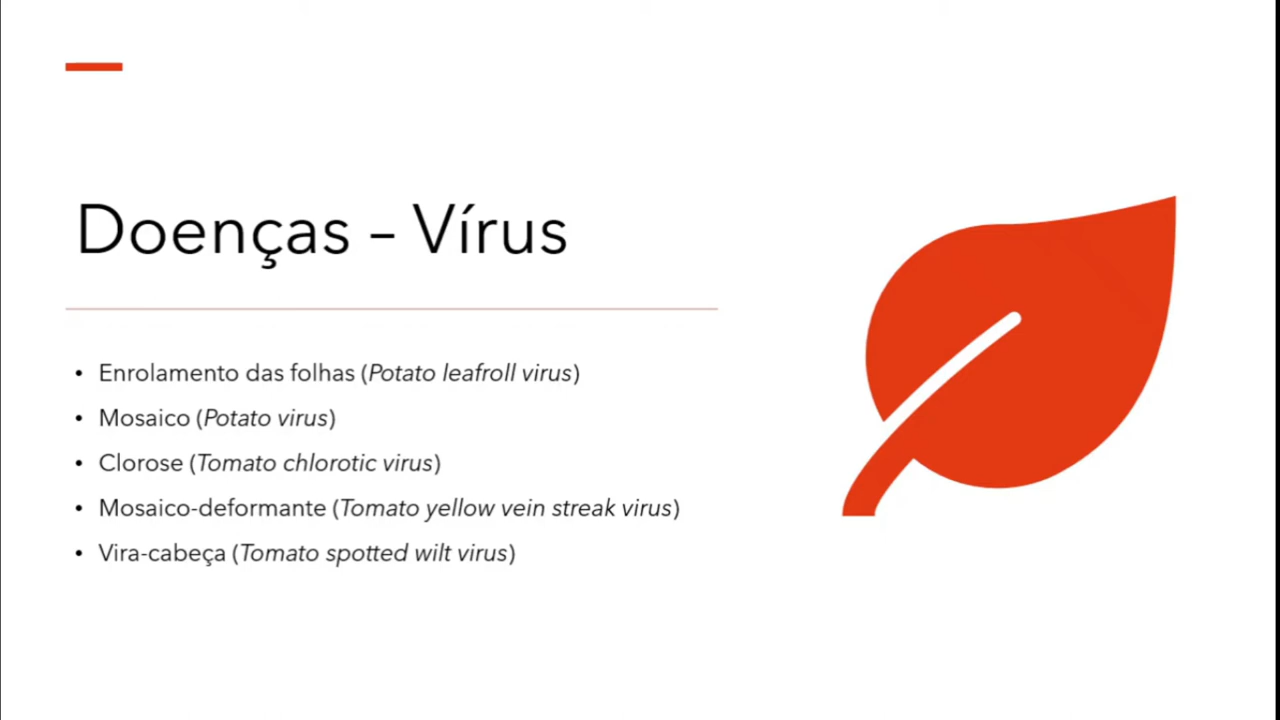 Doenças – Vírus
• Enrolamento das folhas (Potato leafroll virus)
• Mosaico (Potato virus)
• Clorose (Tomato chlorotic virus)
• Mosaico-deformante (Tomato yellow vein streak virus)
• Vira-cabeça (Tomato spotted wilt virus)